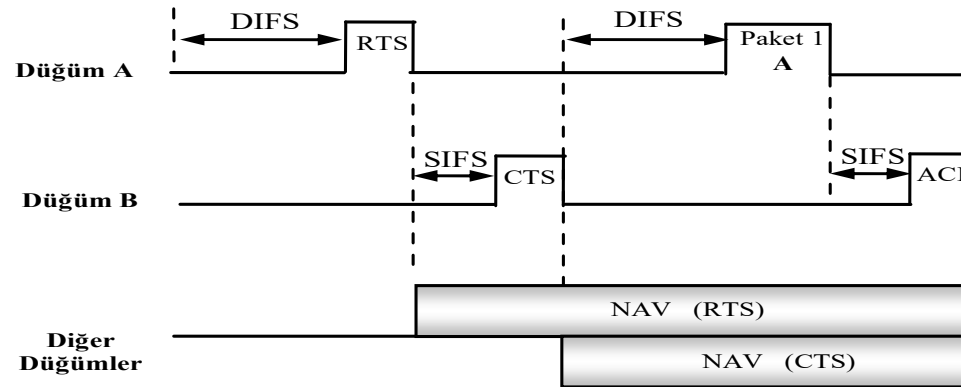 DIFS
DIFS
RTS
Paket 1
A
Düğüm A
SIFS
SIFS
CTS
Düğüm B
NAV (RTS)
Diğer
Düğümler
NAV (CTS)